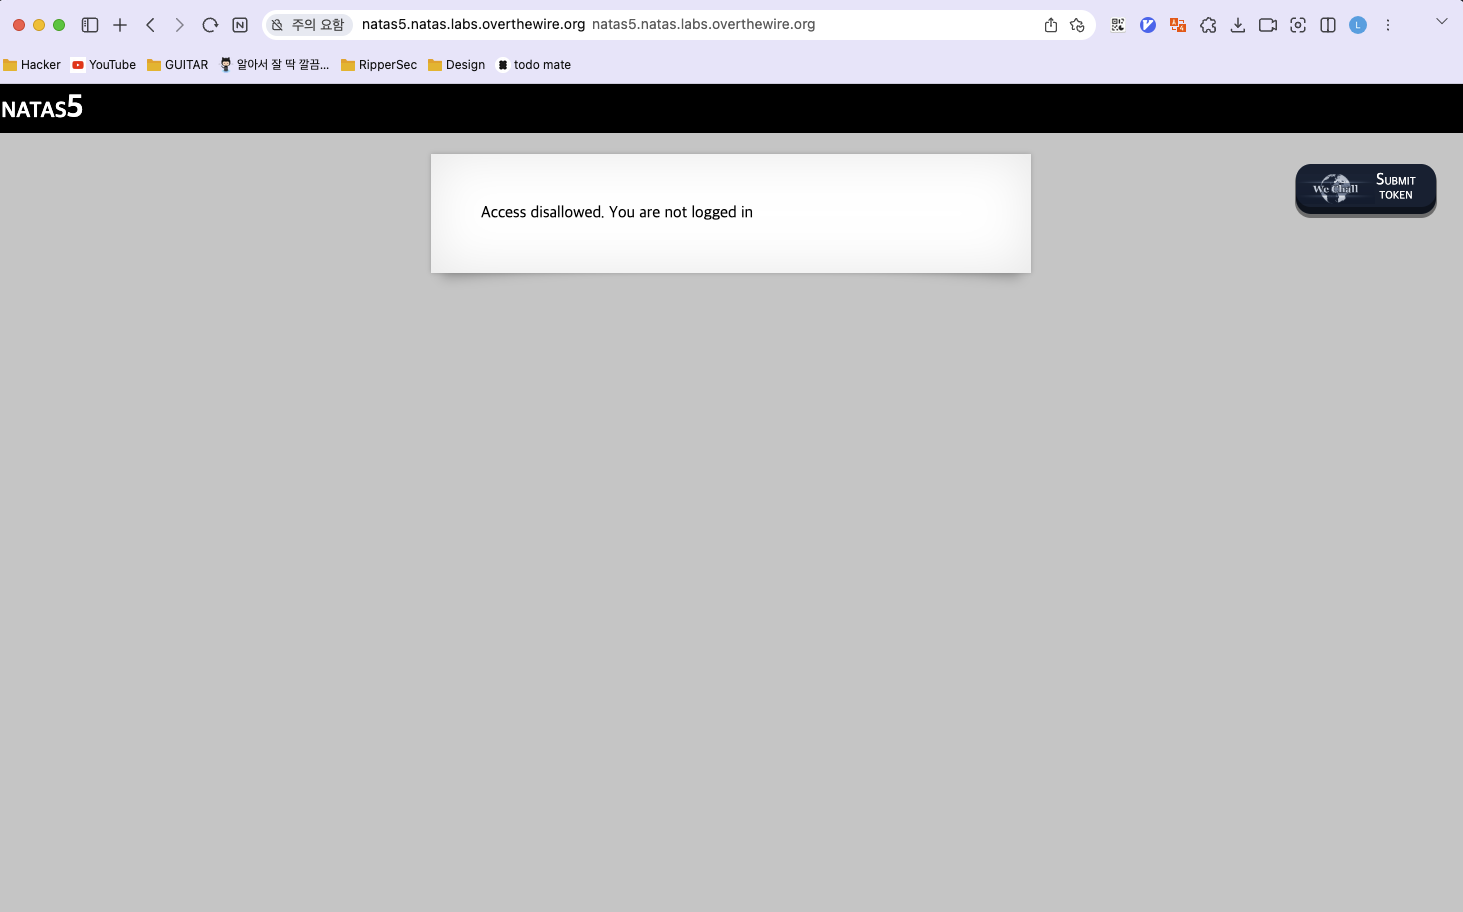 주의 요함 natas5.natas.labs.overthewire.org natas5.natas.labs.overthewire.org L
Hacker YouTube GUITAR 알아서 잘 딱 깔끔... RipperSec Design todo mate
NATAS5
Access disallowed. You are not logged in
We Chall
SUBMIT
TOKEN